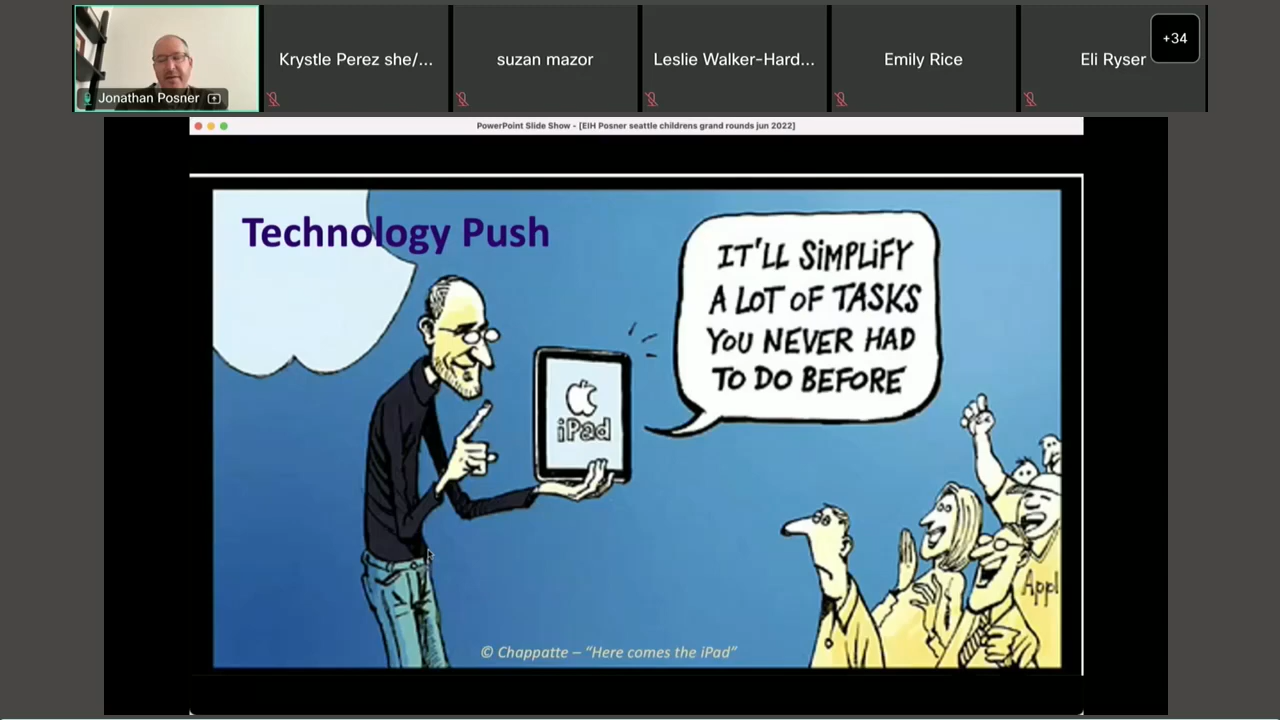 Krystle Perez she/...
suzan mazor
Leslie Walker-Hard...
Emily Rice
Eli Ryser
+34
Jonathan Posner
PowerPoint Slide Show - [EIH Posner seattle childrens grand rounds jun 2022]
Technology Push
IT'LL SiMPLiFY
A LOT OF TASKS
YOU NEVER HAD
TO DO BEFORE
iPad
Appl
© Chappatte – "Here comes the iPad"